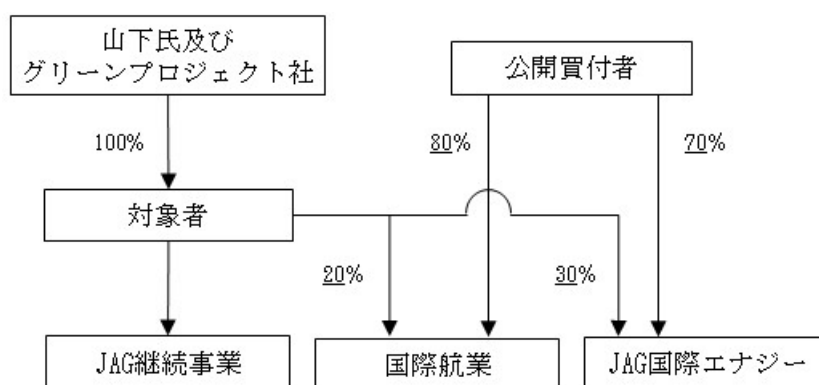 山下氏及び
グリーンプロジェクト社
公開買付者
100%
80%
70%
対象者
20%
30%
JAG継続事業
国際航業
JAG国際エナジー